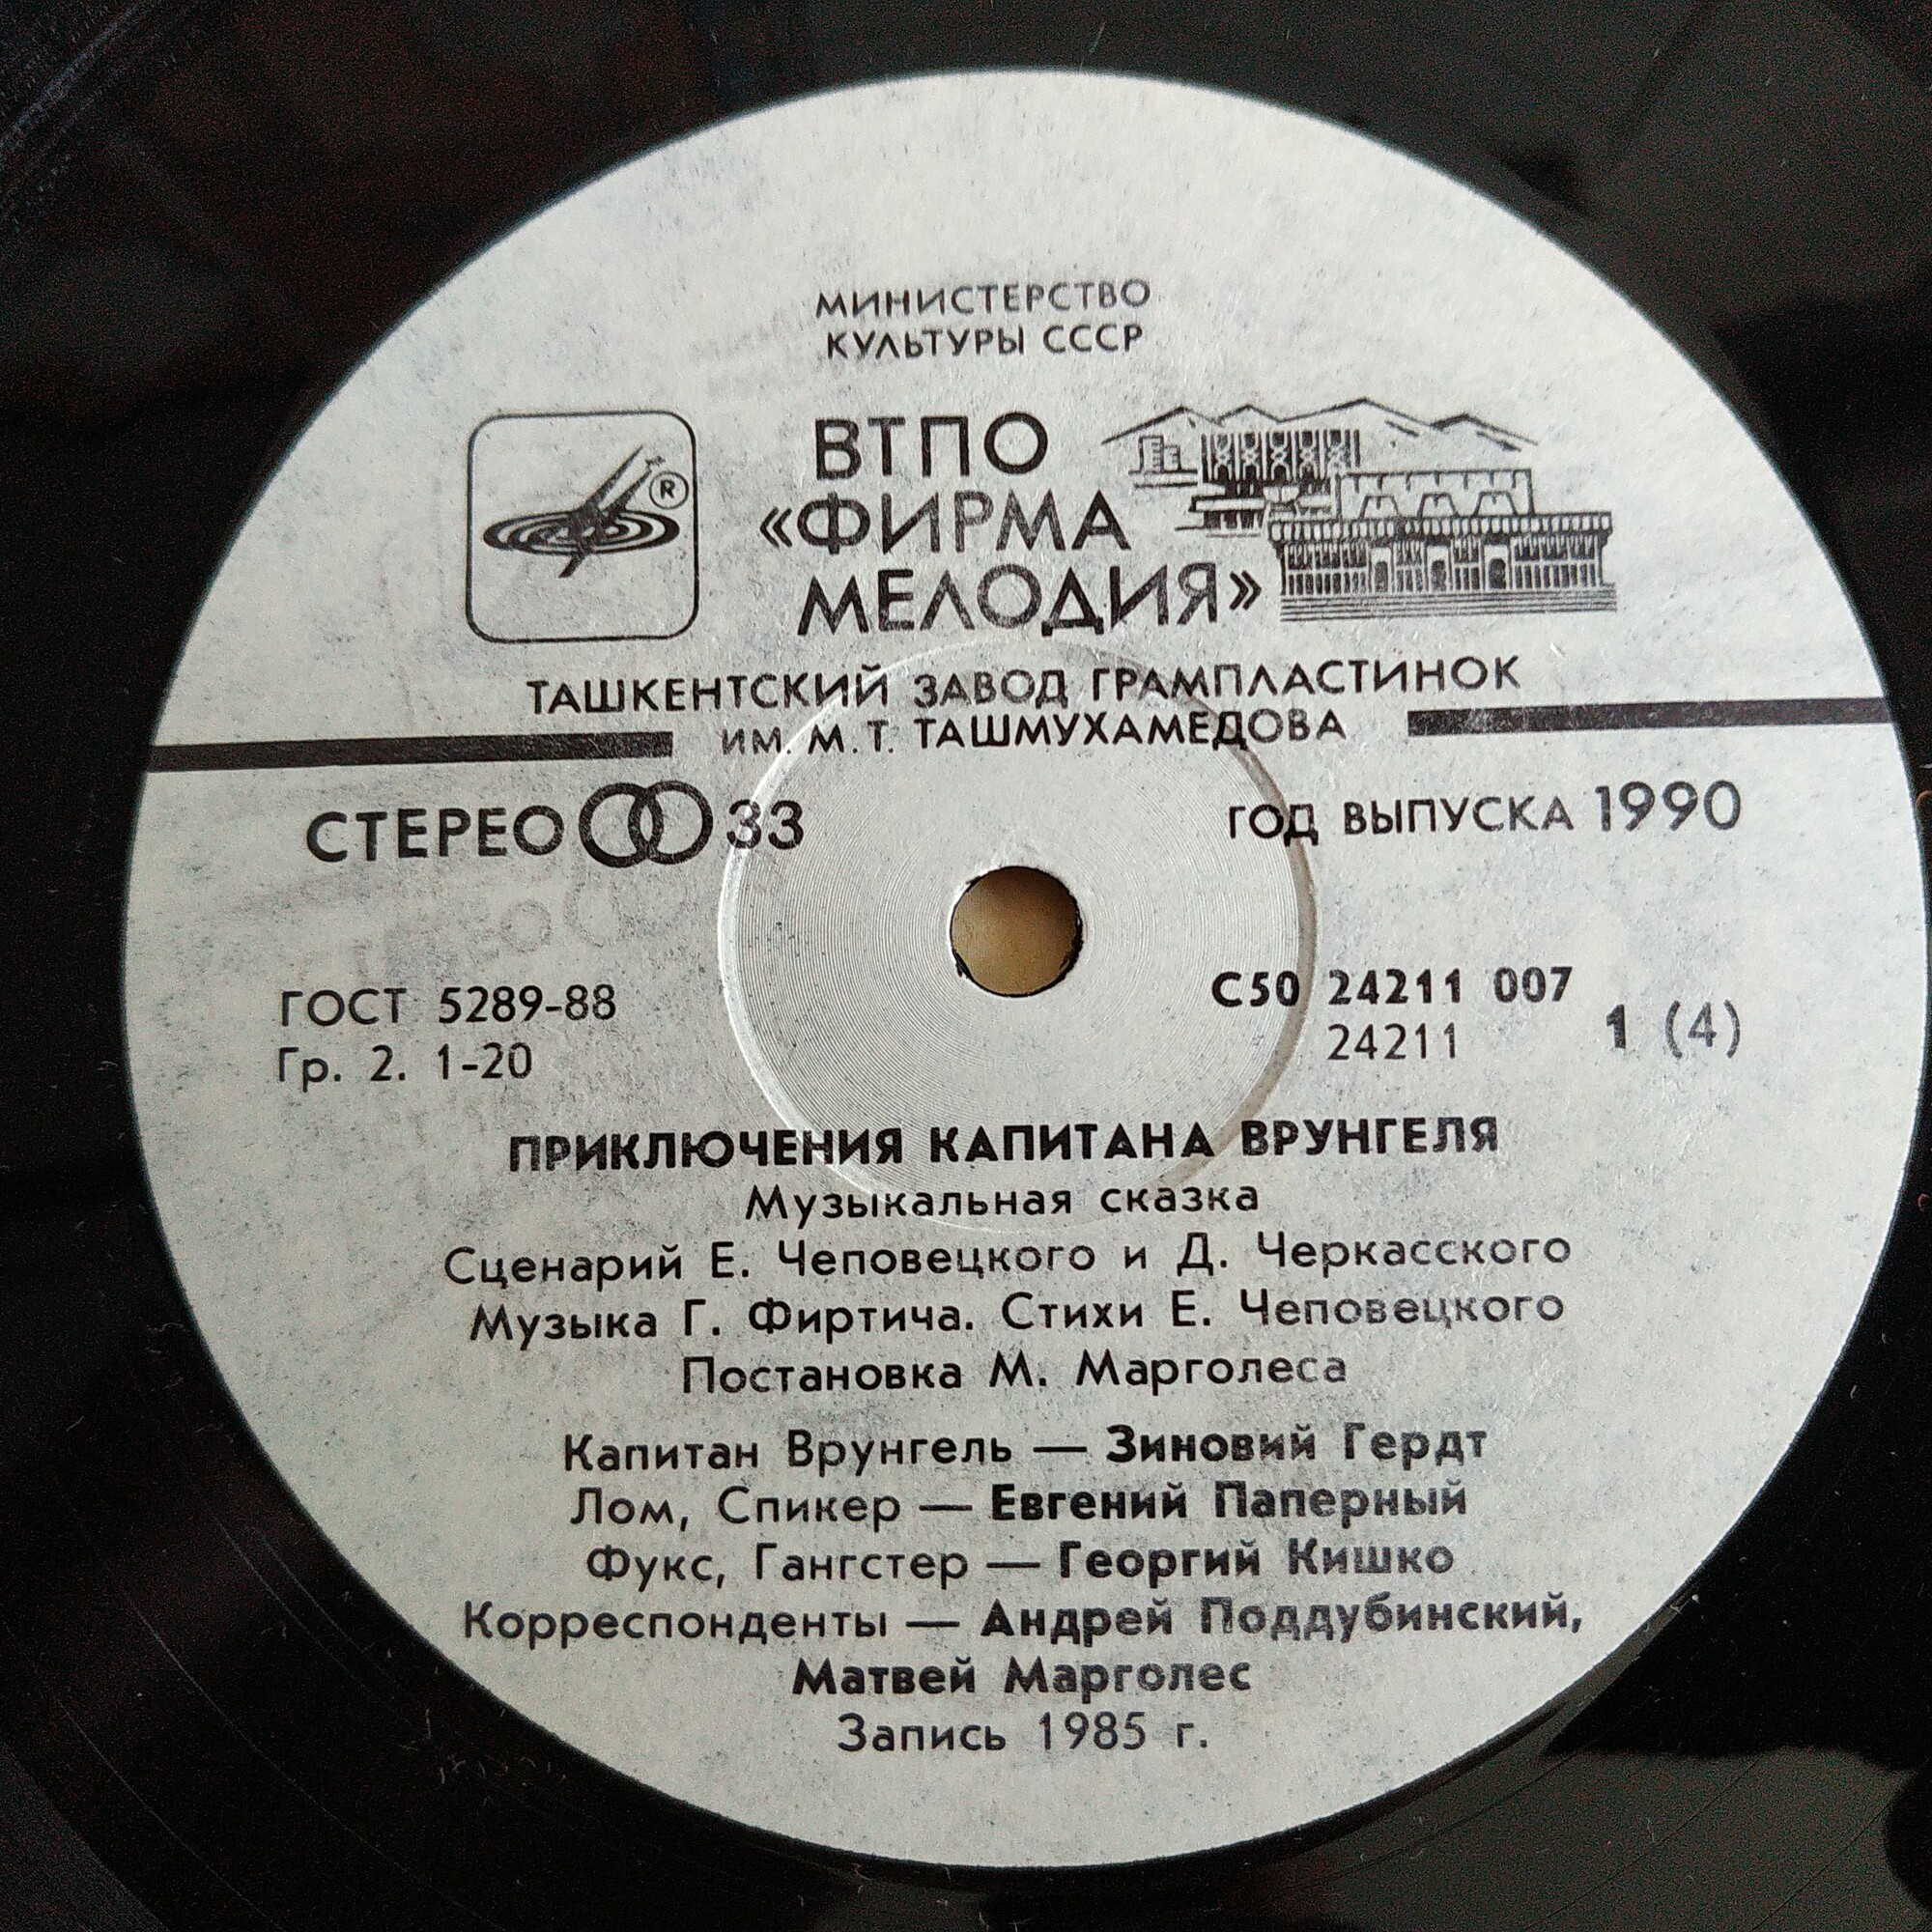 МИНИСТЕРСТВО
КУЛЬТУРЫ СССР
ВТПО
«ФИРМА
МЕЛОДИЯ»
®
ТАШКЕНТСКИЙ ЗАВОД ГРАМПЛАСТИНОК
ИМ. М. Т. ТАШМУХАМЕДОВА
СТЕРЕО 33
ГОД ВЫПУСКА 1990
ГОСТ 5289-88
Гр. 2. 1-20
С50 24211 007
24211
1 (4)
ПРИКЛЮЧЕНИЯ КАПИТАНА ВРУНГЕЛЯ
Музыкальная сказка
Сценарий Е. Чеповецкого и Д. Черкасского
Музыка Г. Фиртича. Стихи Е. Чеповецкого
Постановка М. Марголеса
Капитан Врунгель — Зиновий Гердт
Лом, Спикер — Евгений Паперный
Фукс, Гангстер — Георгий Кишко
Корреспонденты — Андрей Поддубинский,
Матвей Марголес
Запись 1985 г.